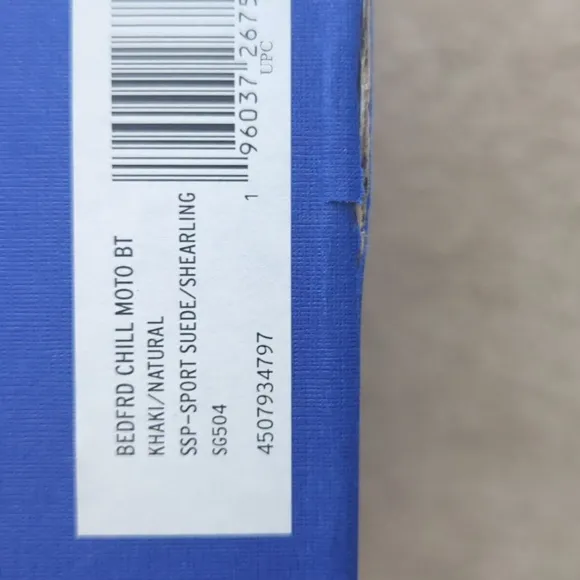 1 96037 2675
UPC
BEDFRD CHILL MOTO BT
KHAKI/NATURAL
SSP-SPORT SUEDE/SHEARLING
SG504
4507934797